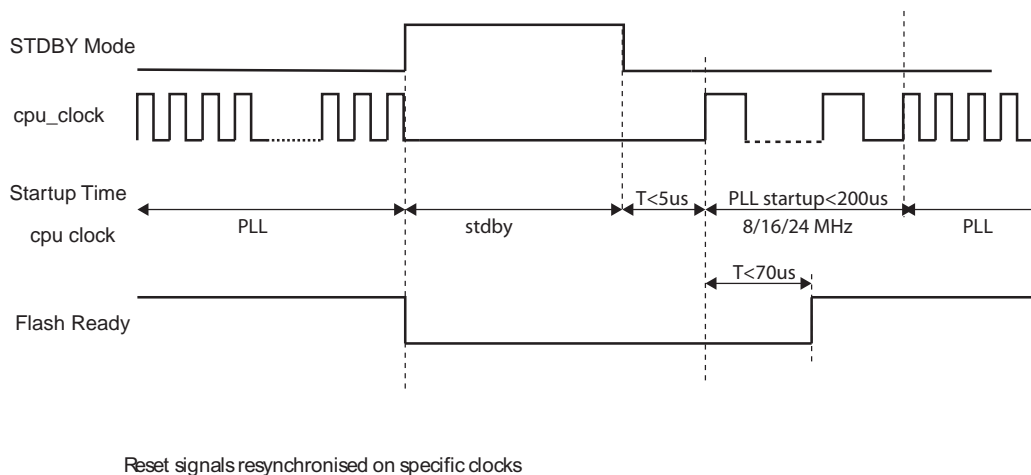 STDBY Mode
cpu_clock
Startup Time
cpu clock
PLL
stdby
T<5us
PLL startup<200us
8/16/24 MHz
PLL
T<70us
Flash Ready
Reset signals resynchronised on specific clocks